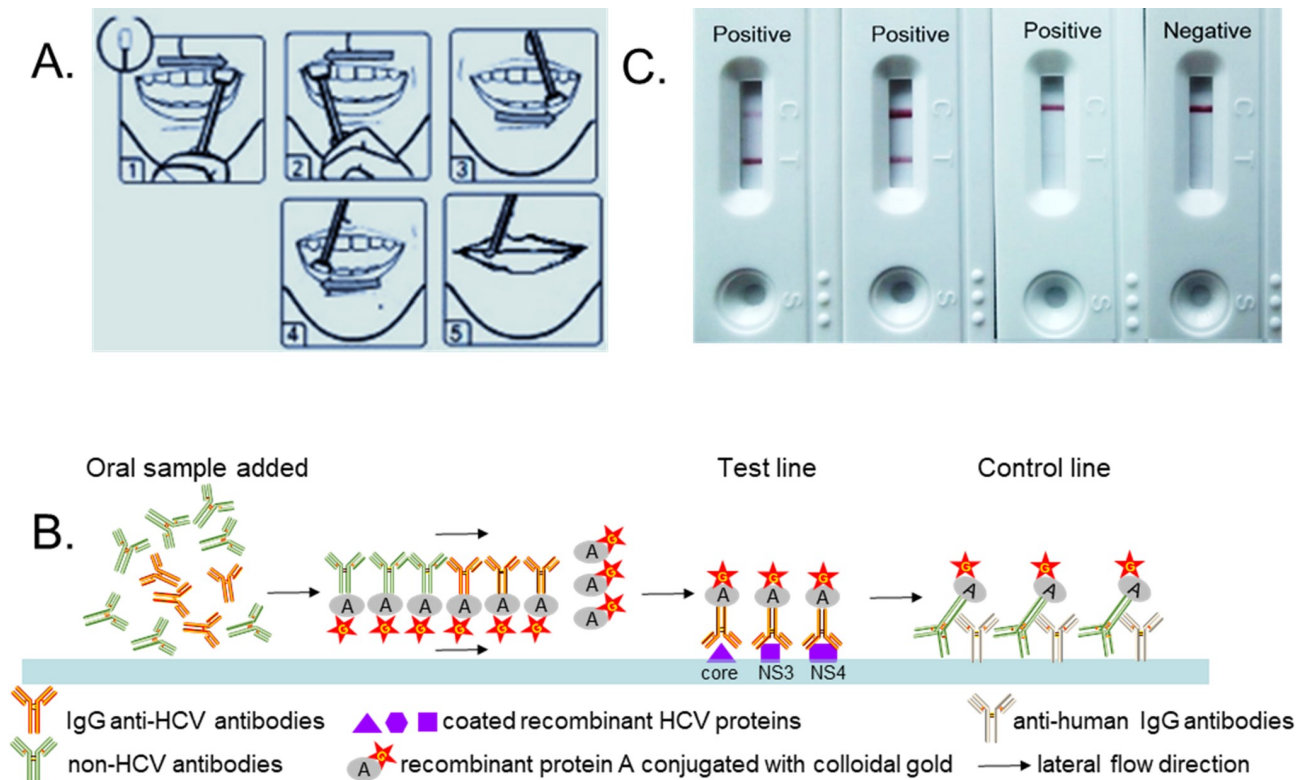 A.
1
2
3
4
5
C.
Positive
Positive
Positive
Negative
C T
S
C T
S
C T
S
C T
S
B.
Oral sample added
Test line
Control line
A A A A A A
G G G G G G
A G
A G
A G
G G G
A A A
core NS3 NS4
G G G
A A A
IgG anti-HCV antibodies
coated recombinant HCV proteins
anti-human IgG antibodies
non-HCV antibodies
A G
recombinant protein A conjugated with colloidal gold
lateral flow direction